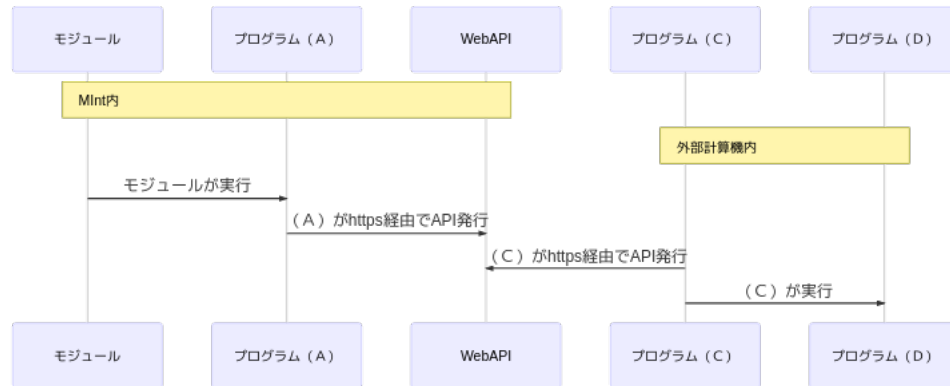 モジュール
プログラム（A）
WebAPI
プログラム（C）
プログラム（D）
MInt内
外部計算機内
モジュールが実行
（A）がhttps経由でAPI発行
（C）がhttps経由でAPI発行
（C）が実行
モジュール
プログラム（A）
WebAPI
プログラム（C）
プログラム（D）